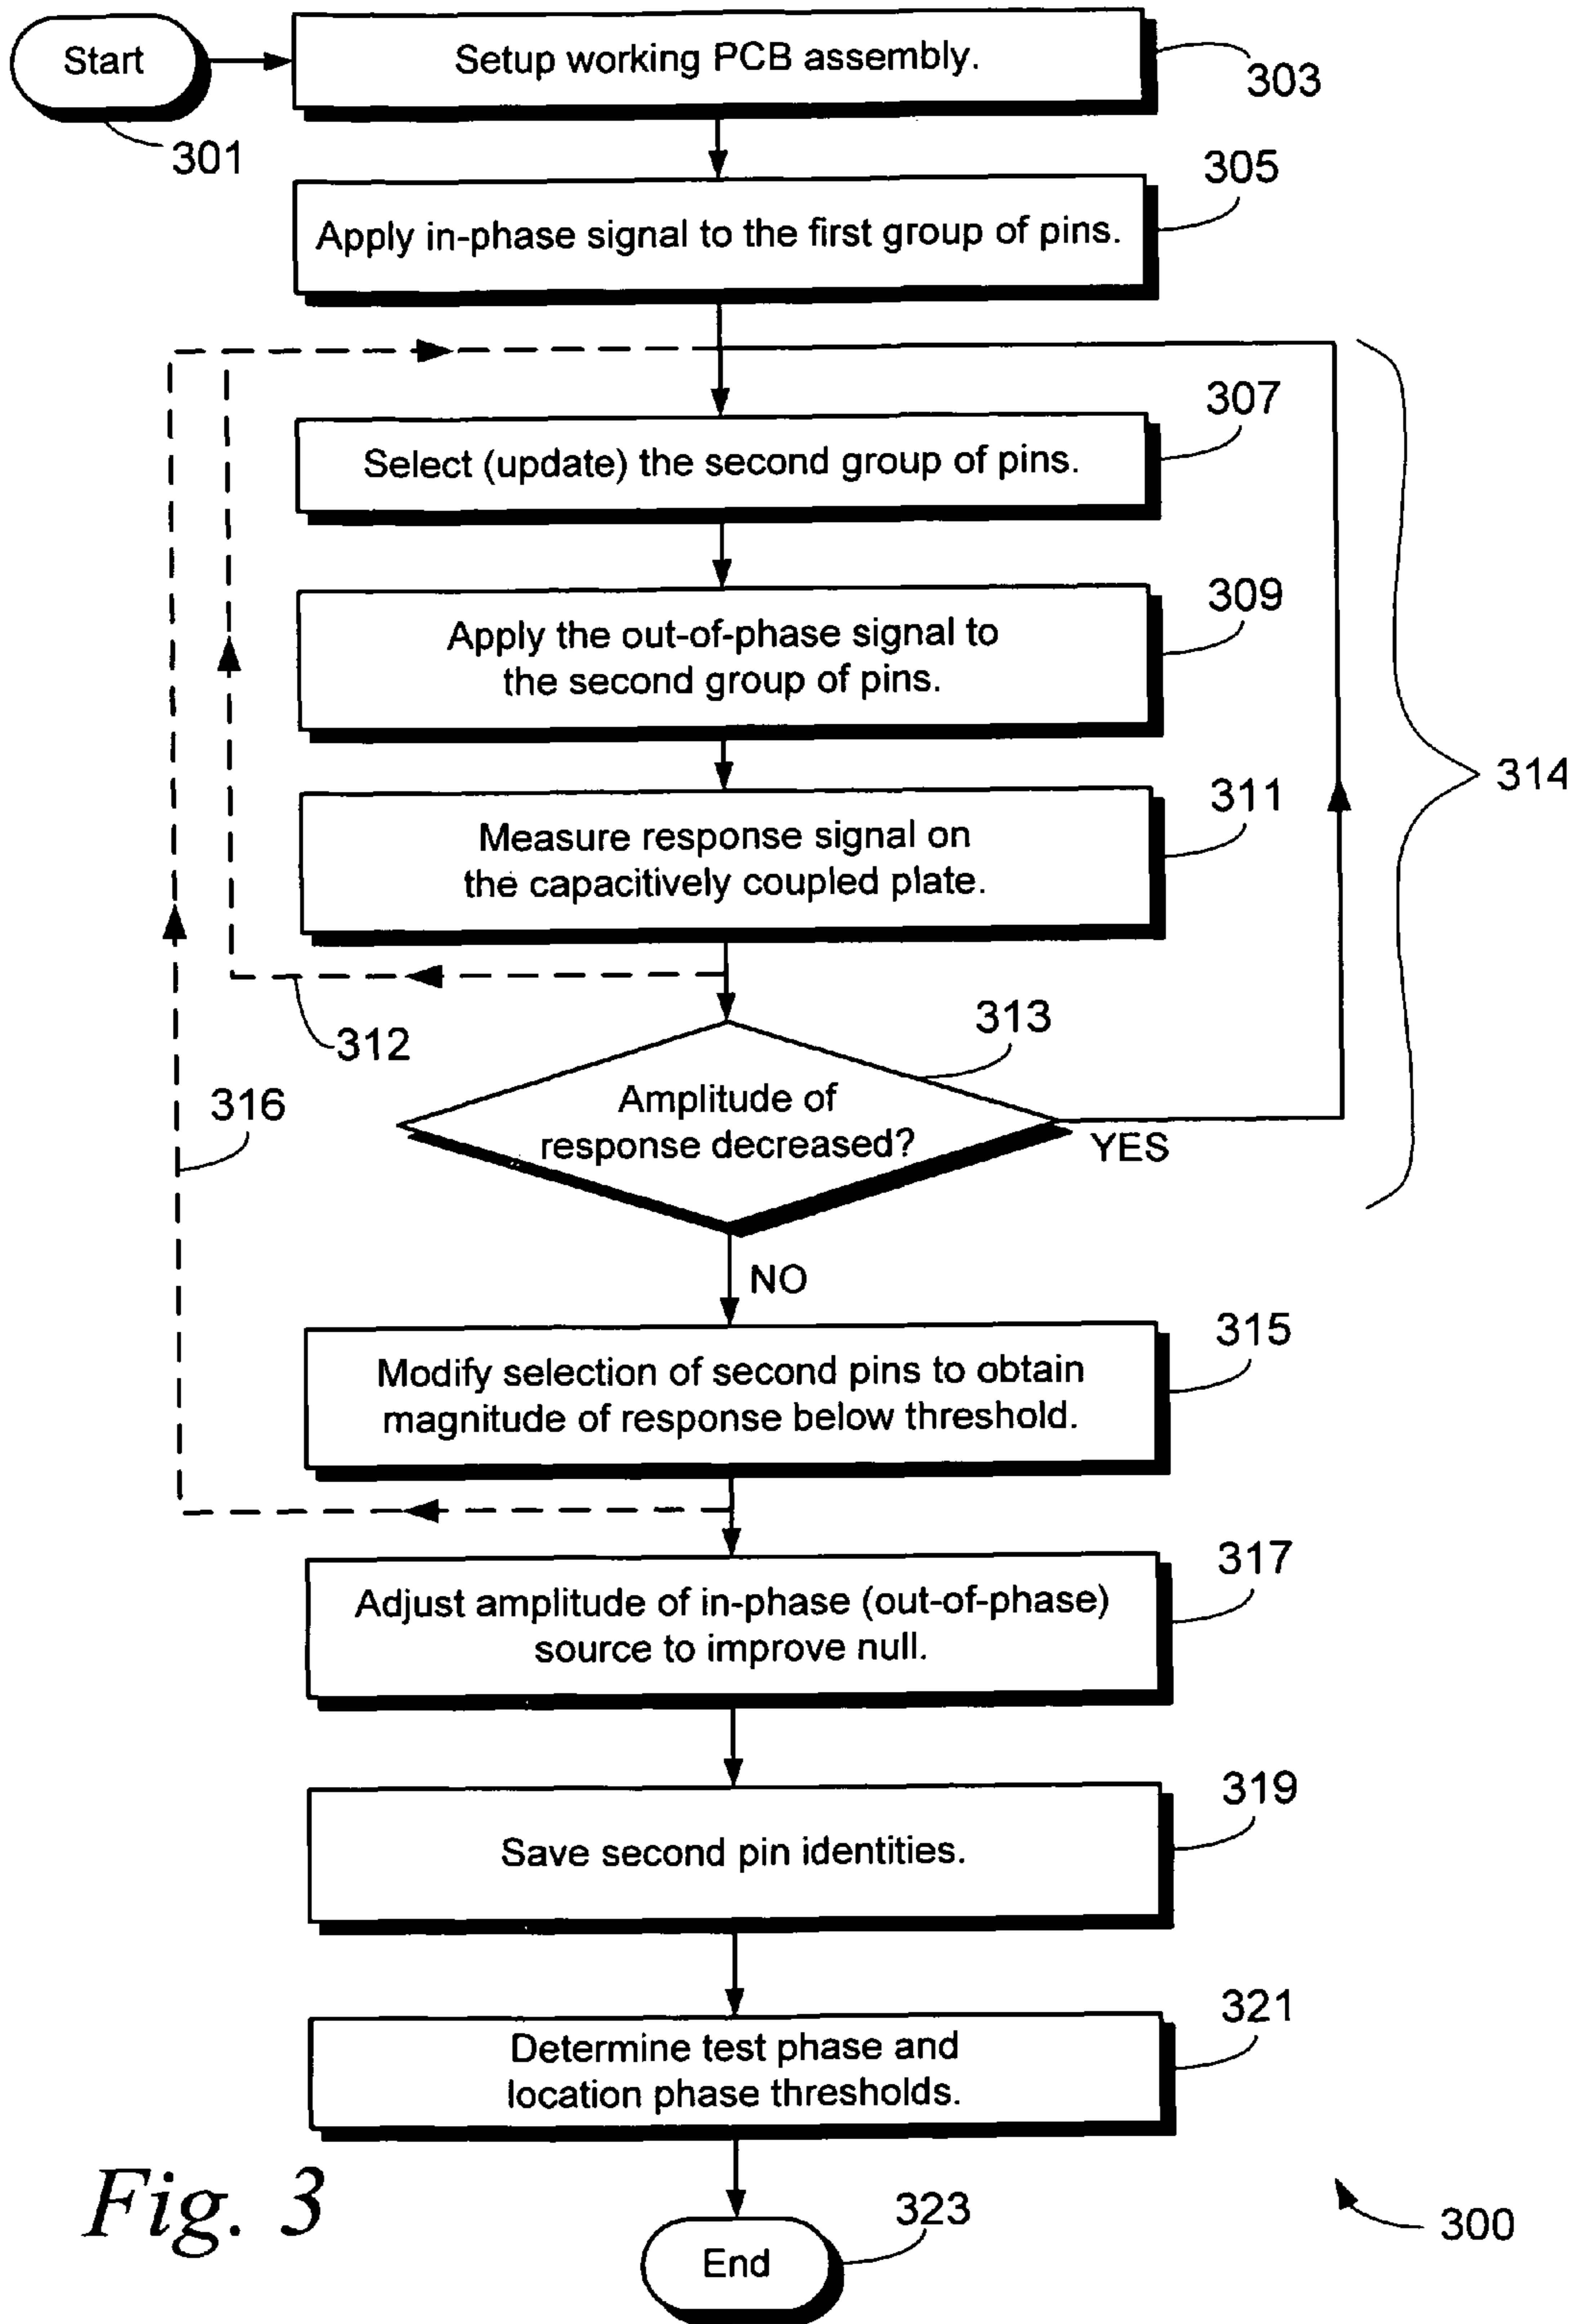 Start
Setup working PCB assembly.
303
301
305
Apply in-phase signal to the first group of pins.
307
Select (update) the second group of pins.
309
Apply the out-of-phase signal to
the second group of pins.
311
314
Measure response signal on
the capacitively coupled plate.
312
313
316
Amplitude of
response decreased?
YES
NO
315
Modify selection of second pins to obtain
magnitude of response below threshold.
317
Adjust amplitude of in-phase (out-of-phase)
source to improve null.
319
Save second pin identities.
321
Determine test phase and
location phase thresholds.
Fig. 3
323
End
300